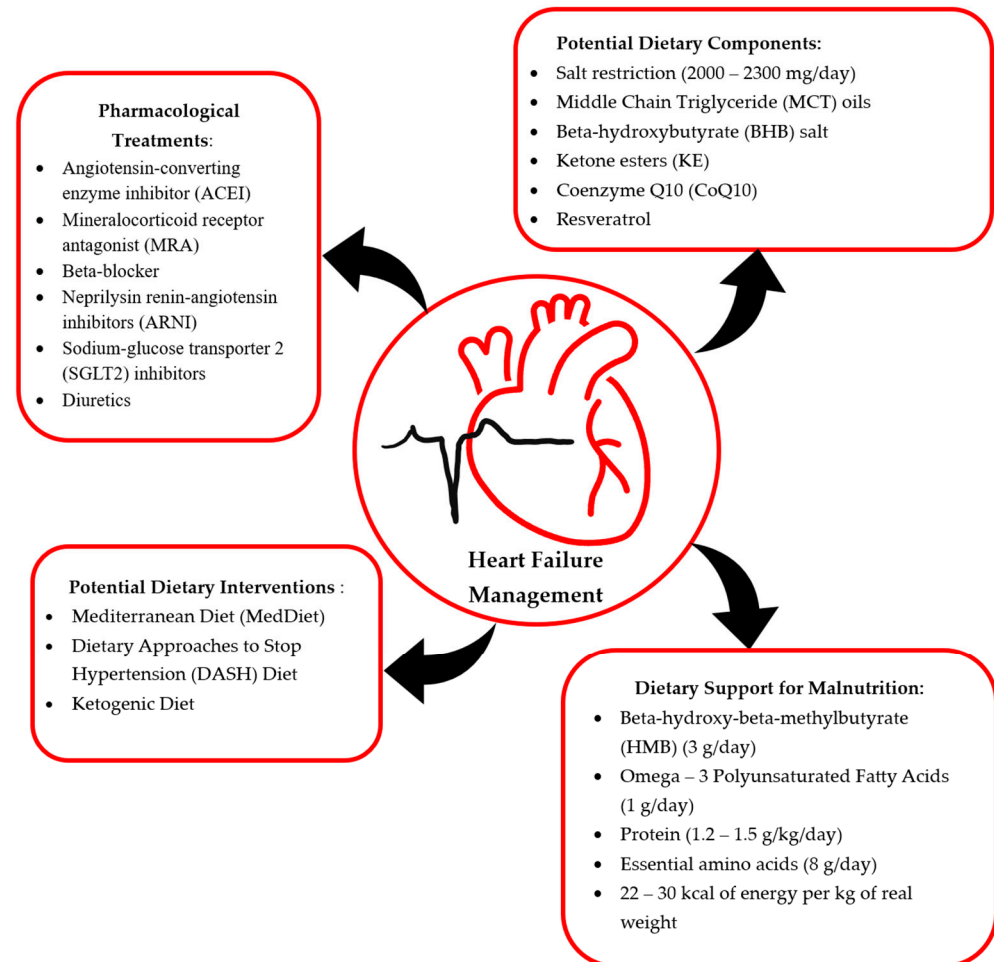 Pharmacological
Treatments:
• Angiotensin-converting
enzyme inhibitor (ACEI)
• Mineralocorticoid receptor
antagonist (MRA)
• Beta-blocker
• Neprilysin renin-angiotensin
inhibitors (ARNI)
• Sodium-glucose transporter 2
(SGLT2) inhibitors
• Diuretics
Potential Dietary Components:
• Salt restriction (2000 – 2300 mg/day)
• Middle Chain Triglyceride (MCT) oils
• Beta-hydroxybutyrate (BHB) salt
• Ketone esters (KE)
• Coenzyme Q10 (CoQ10)
• Resveratrol
Heart Failure
Management
Potential Dietary Interventions :
• Mediterranean Diet (MedDiet)
• Dietary Approaches to Stop
Hypertension (DASH) Diet
• Ketogenic Diet
Dietary Support for Malnutrition:
• Beta-hydroxy-beta-methylbutyrate
(HMB) (3 g/day)
• Omega – 3 Polyunsaturated Fatty Acids
(1 g/day)
• Protein (1.2 – 1.5 g/kg/day)
• Essential amino acids (8 g/day)
• 22 – 30 kcal of energy per kg of real
weight